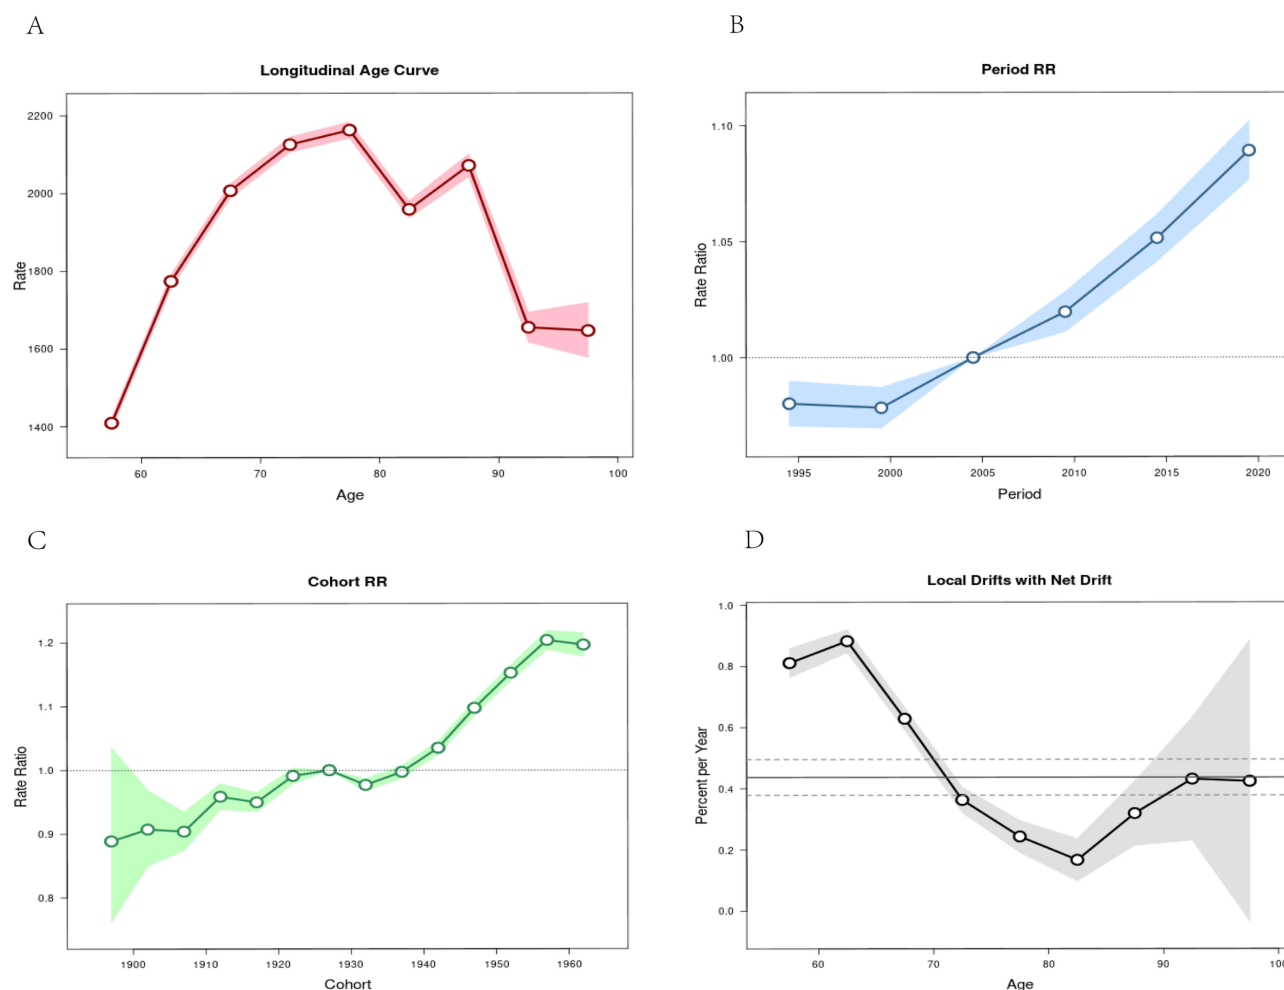 A
Longitudinal Age Curve
2200
2000
1800
1600
1400
Rate
60 70 80 90 100
Age
B
Period RR
1.10
1.05
1.00
Rate Ratio
1995 2000 2005 2010 2015 2020
Period
C
Cohort RR
1.2
1.1
1.0
0.9
0.8
Rate Ratio
1900 1910 1920 1930 1940 1950 1960
Cohort
D
Local Drifts with Net Drift
1.0
0.8
0.6
0.4
0.2
0.0
Percent per Year
60 70 80 90 100
Age